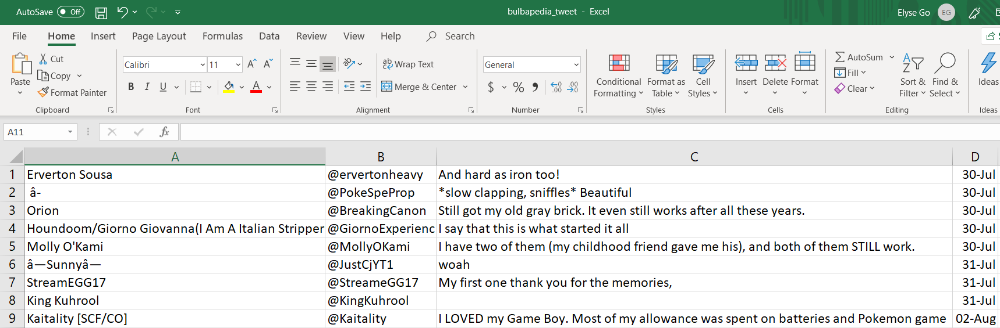 AutoSave Off bulbapedia_tweet - Excel Elyse Go EG
File Home Insert Page Layout Formulas Data Review View Help Search
Paste Cut Copy Format Painter Clipboard
Calibri 11 A A B I U A Font
ab Wrap Text Merge & Center Alignment
General $ % , .00 .00 Number
Conditional Formatting Format as Table Cell Styles Styles
Insert Delete Format Cells
AutoSum Fill Clear Sort & Filter Find & Select Editing
Ideas Ideas
A11 fx
A B C D
1 Erverton Sousa @ervertonheavy And hard as iron too! 30-Jul
2 â- @PokeSpeProp *slow clapping, sniffles* Beautiful 30-Jul
3 Orion @BreakingCanon Still got my old gray brick. It even still works after all these years. 30-Jul
4 Houndoom/Giorno Giovanna(I Am A Italian Stripper @GiornoExperienc I say that this is what started it all 30-Jul
5 Molly O'Kami @MollyOKami I have two of them (my childhood friend gave me his), and both of them STILL work. 30-Jul
6 â—Sunnyâ— @JustCjYT1 woah 31-Jul
7 StreamEGG17 @StreameGG17 My first one thank you for the memories, 31-Jul
8 King Kuhrool @KingKuhrool 31-Jul
9 Kaitality [SCF/CO] @Kaitality I LOVED my Game Boy. Most of my allowance was spent on batteries and Pokemon game 02-Aug